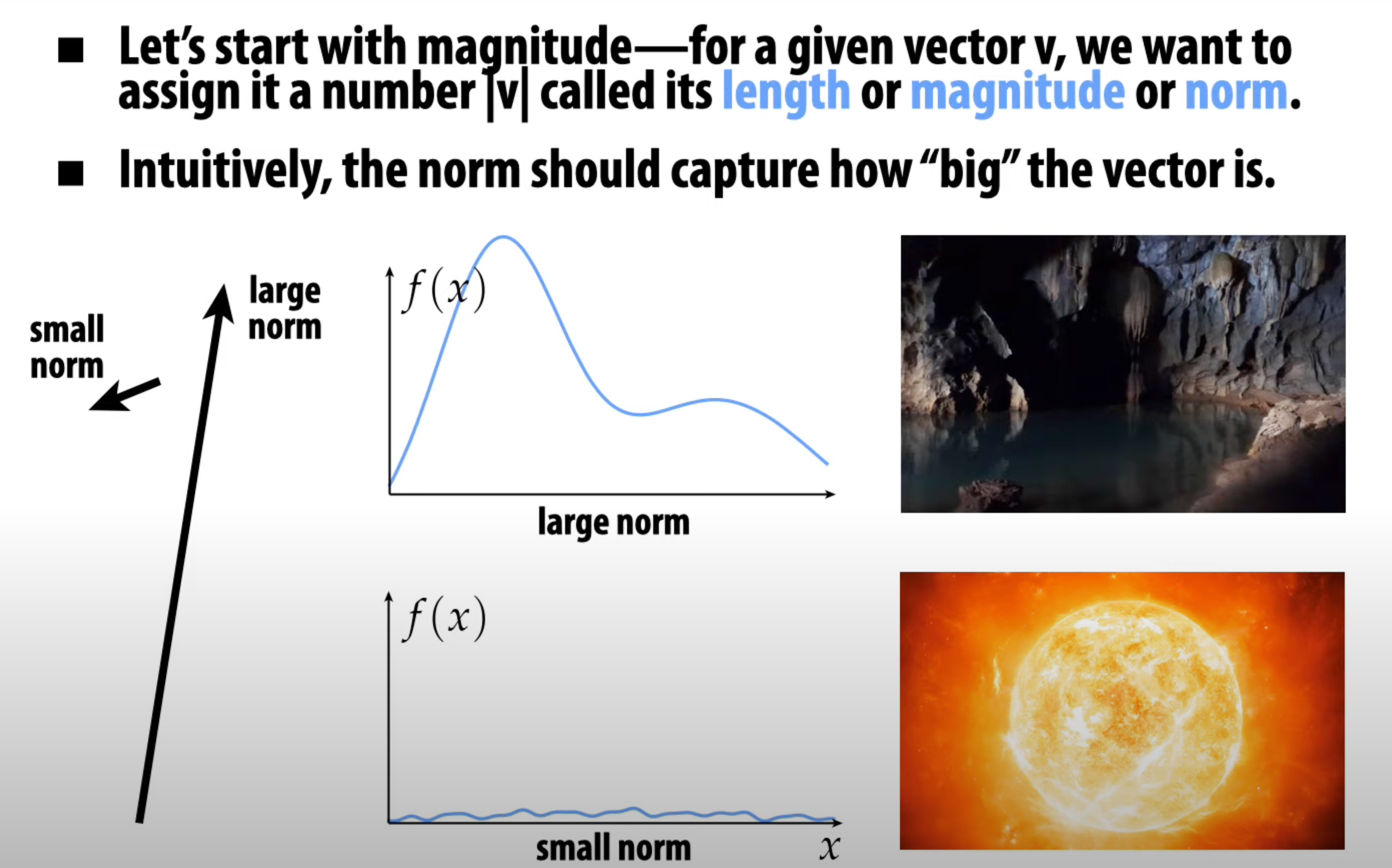 ■ Let’s start with magnitude—for a given vector v, we want to
assign it a number |v| called its length or magnitude or norm.
■ Intuitively, the norm should capture how “big” the vector is.
small
norm
large
norm
f(x)
large norm
f(x)
small norm
x